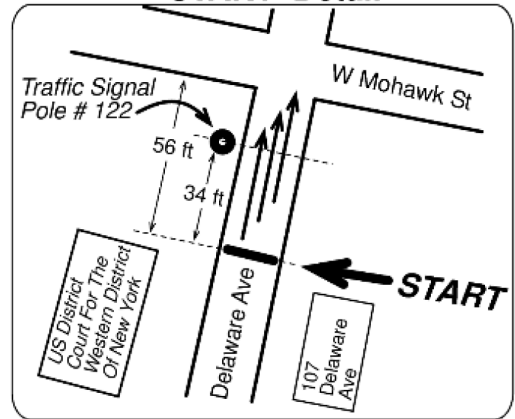 Traffic Signal
Pole # 122
W Mohawk St
56 ft
34 ft
START
US District
Court For The
Western District
Of New York
Delaware Ave
107
Delaware
Ave